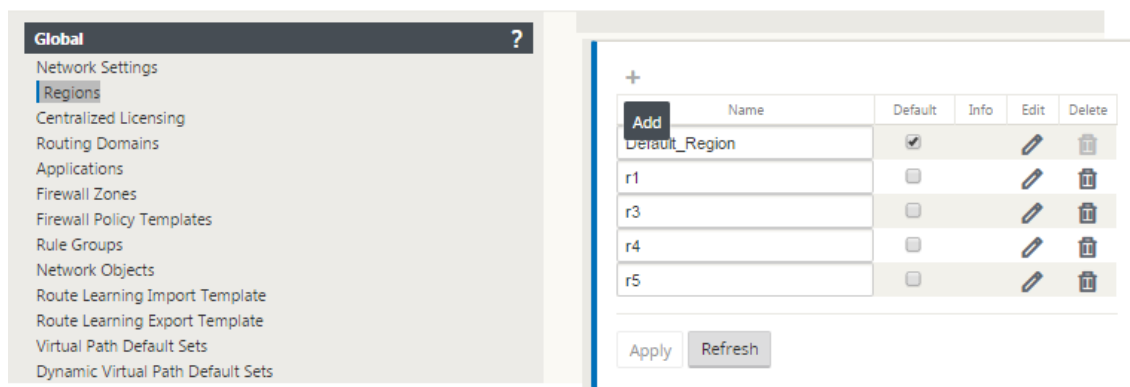 Global ?
Network Settings
Regions
Centralized Licensing
Routing Domains
Applications
Firewall Zones
Firewall Policy Templates
Rule Groups
Network Objects
Route Learning Import Template
Route Learning Export Template
Virtual Path Default Sets
Dynamic Virtual Path Default Sets
+
Name Default Info Edit Delete
Add
Default_Region
r1
r3
r4
r5
Apply Refresh